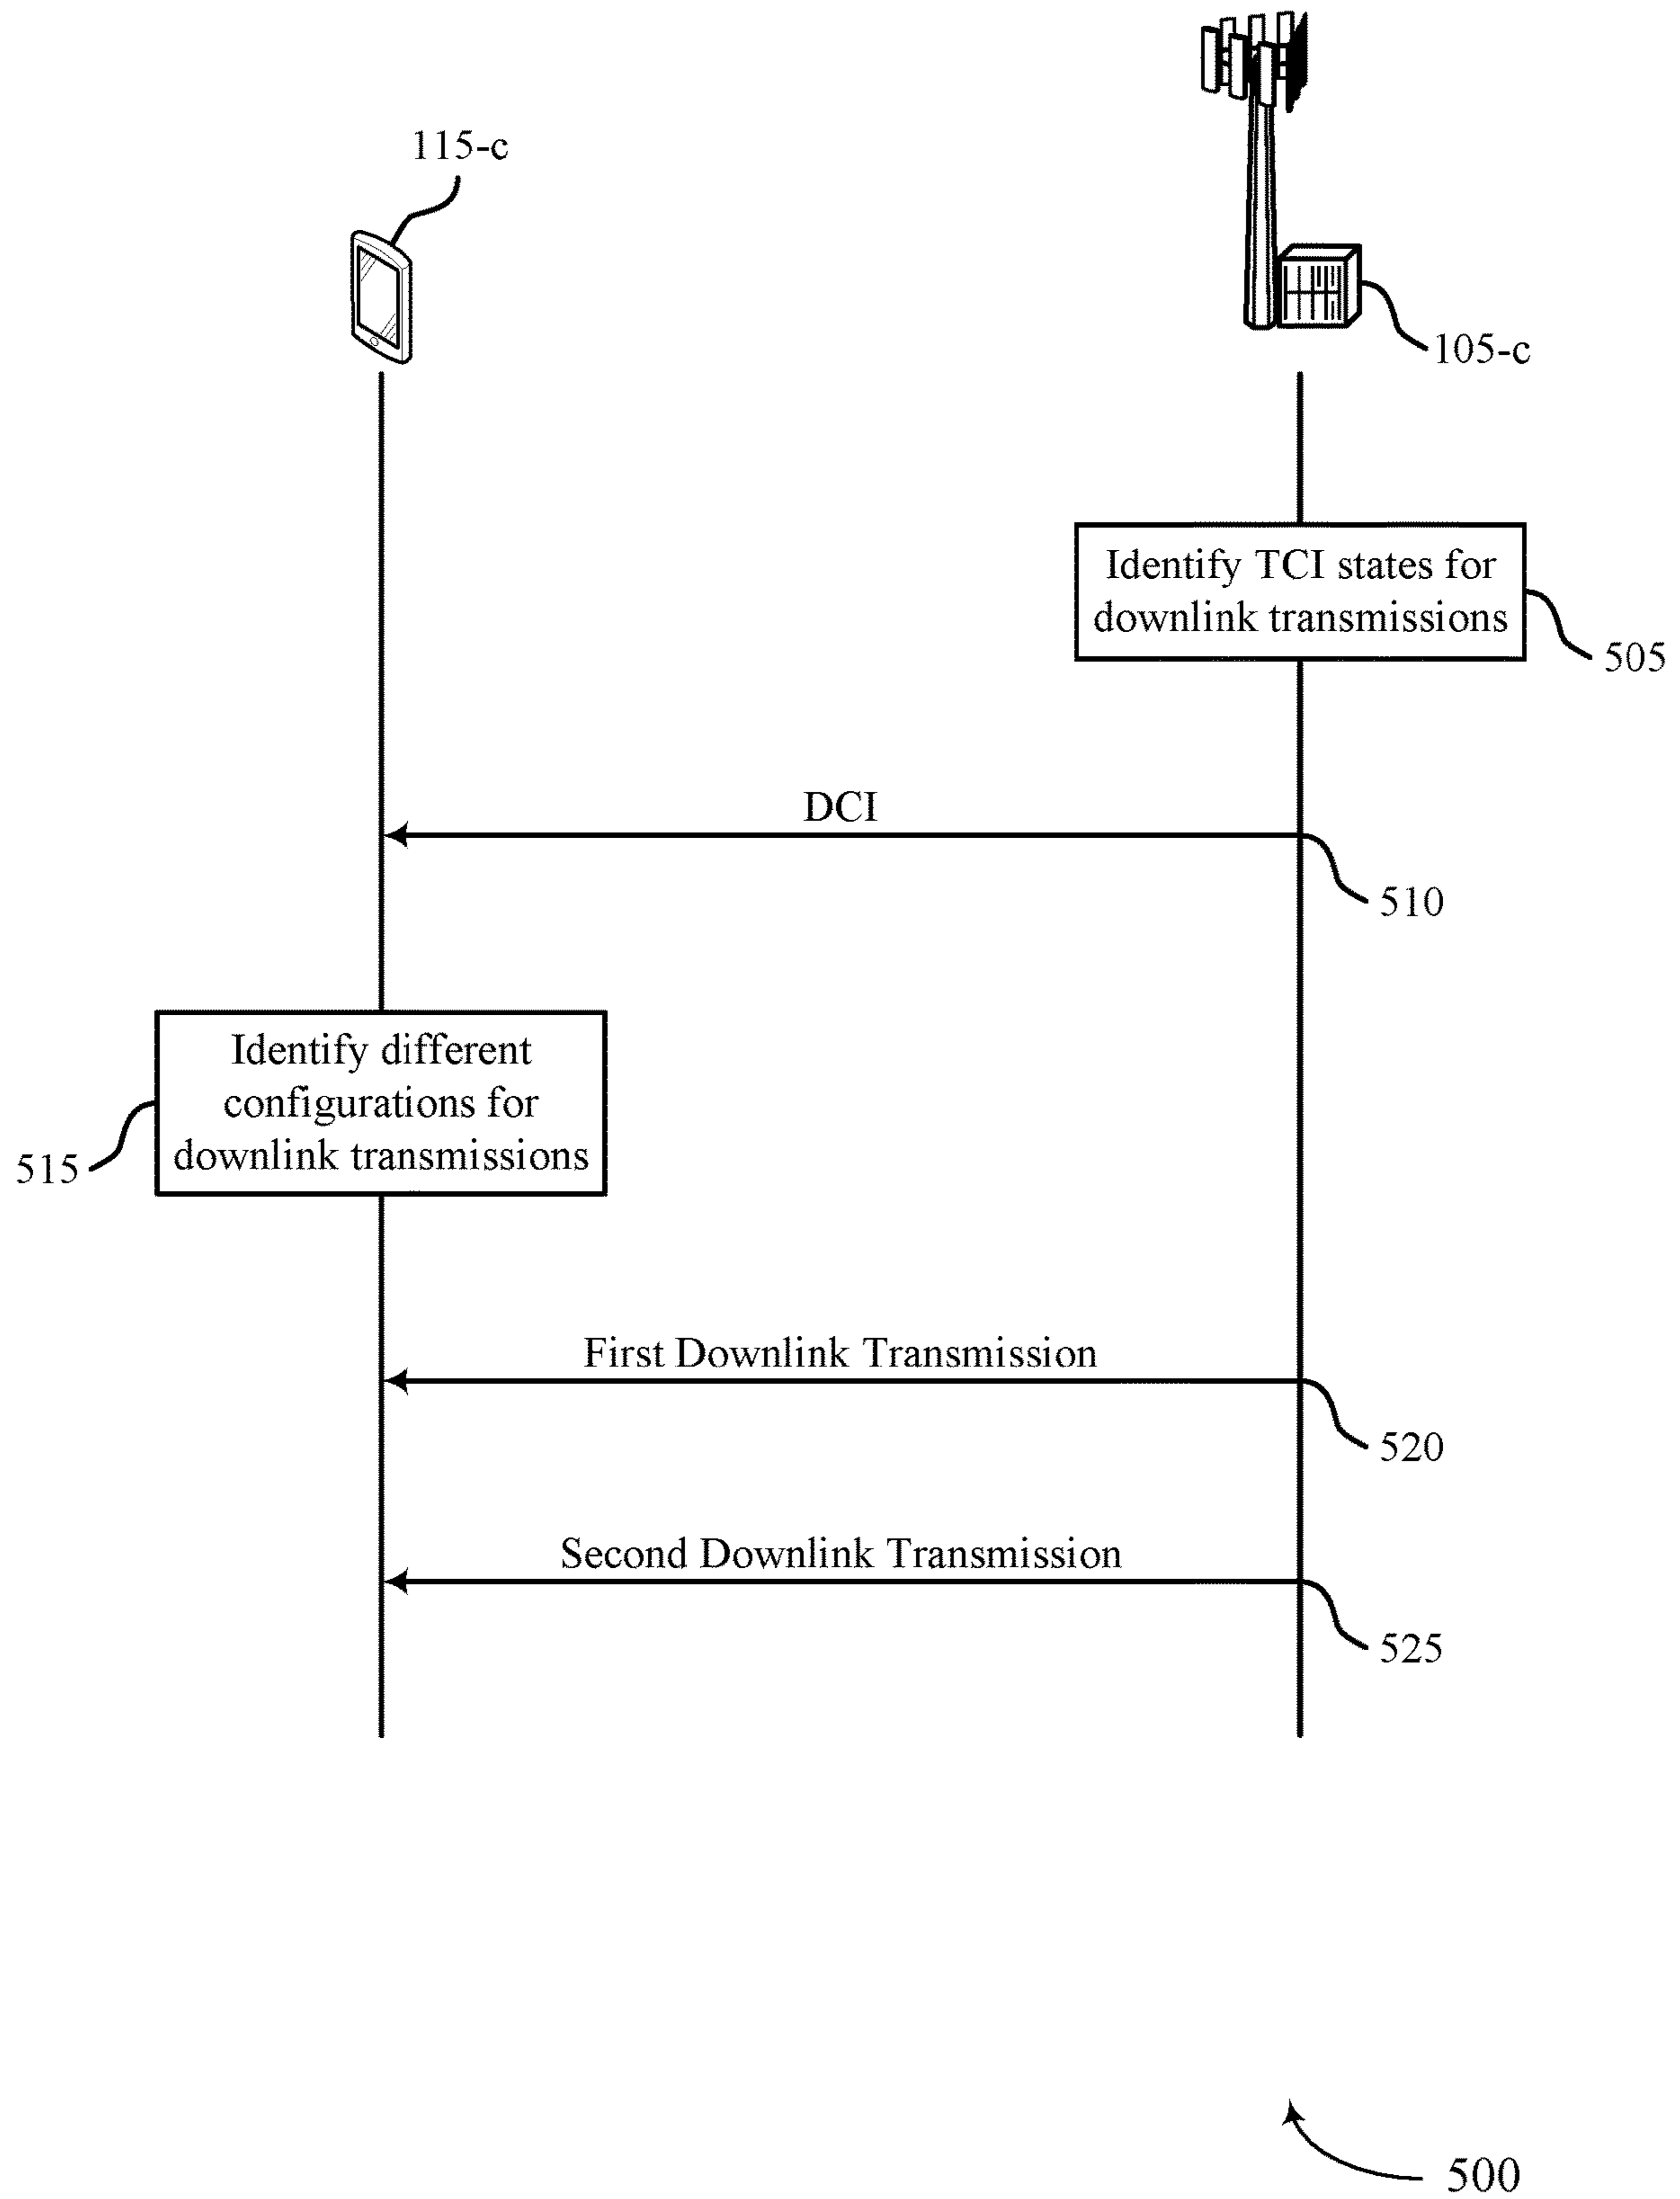 115-c
105-c
Identify TCI states for
downlink transmissions
505
DCI
510
Identify different
configurations for
downlink transmissions
515
First Downlink Transmission
520
Second Downlink Transmission
525
500